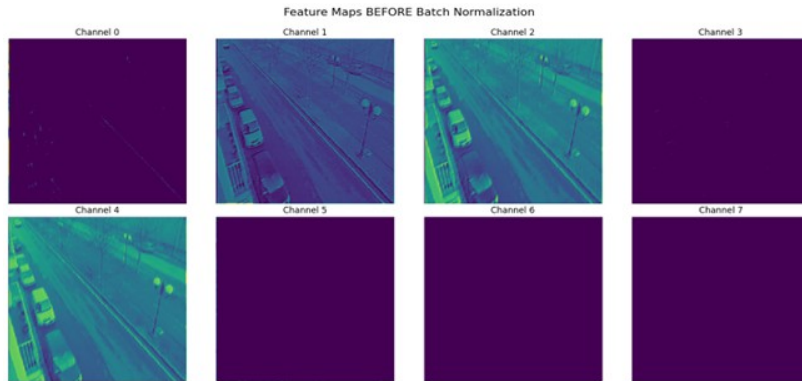 Feature Maps BEFORE Batch Normalization
Channel 0
Channel 1
Channel 2
Channel 3
Channel 4
Channel 5
Channel 6
Channel 7